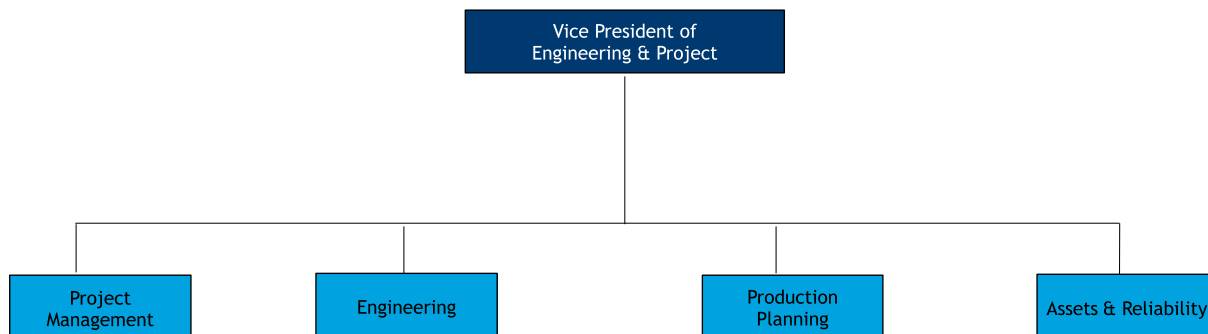 Vice President of
Engineering & Project
Project
Management
Engineering
Production
Planning
Assets & Reliability